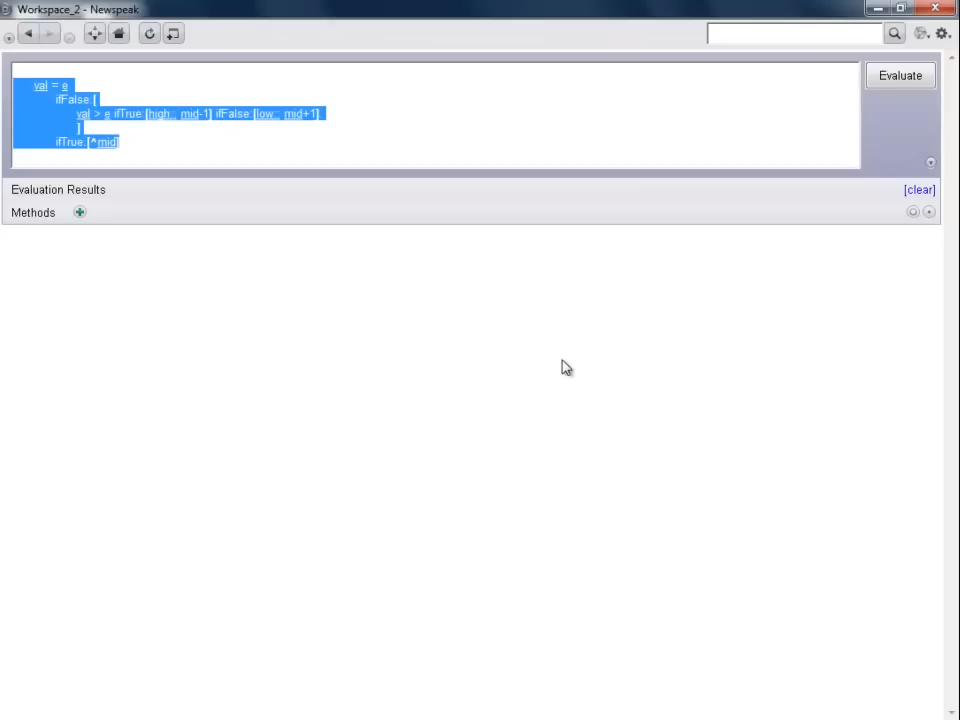 Workspace_2 - Newspeak
Evaluate
val = e
ifFalse:[
val > e ifTrue:[high:: mid-1] ifFalse:[low:: mid+1]
]
ifTrue:[^mid]
Evaluation Results
[clear]
Methods